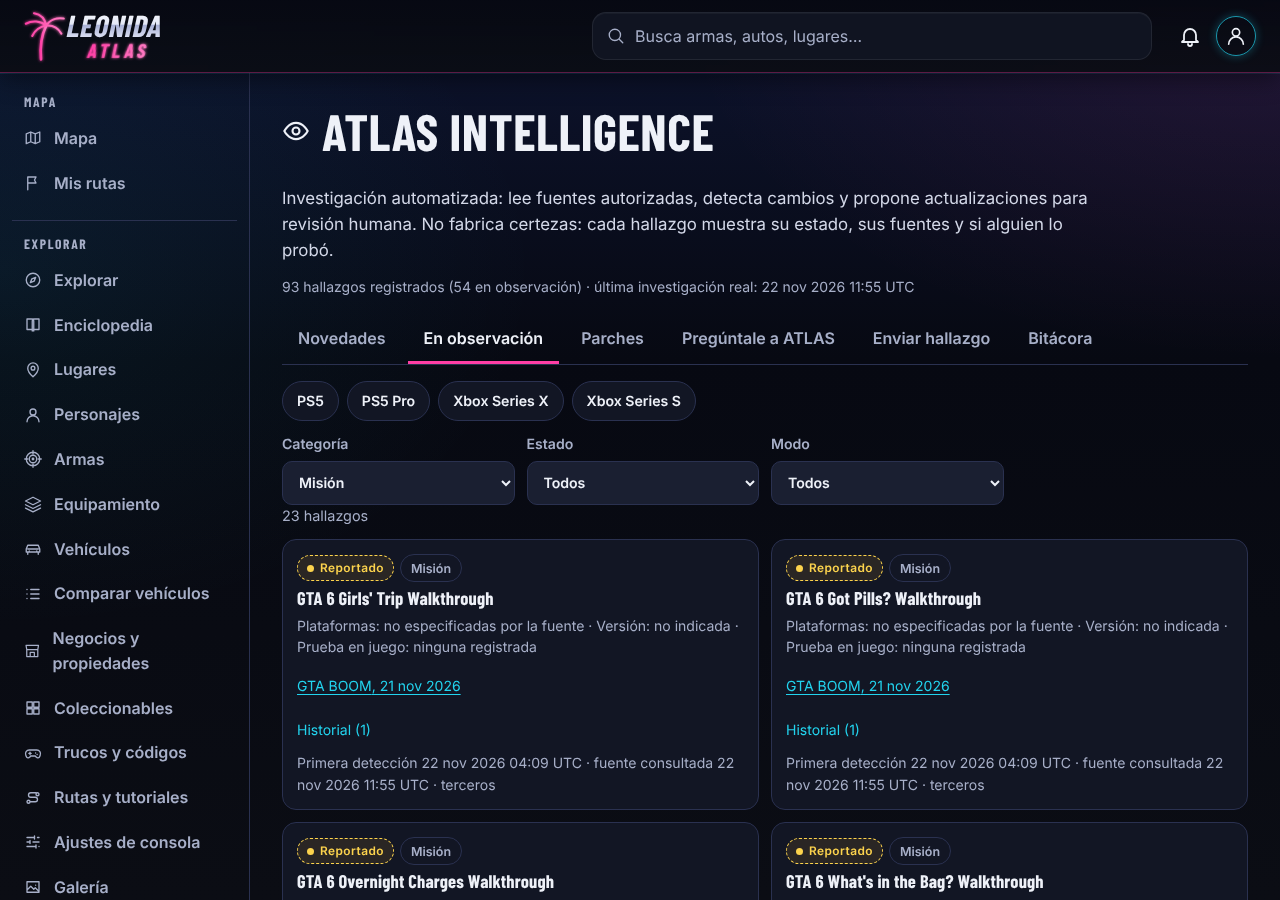 LEONIDA
ATLAS
Busca armas, autos, lugares...
MAPA
Mapa
Mis rutas
EXPLORAR
Explorar
Enciclopedia
Lugares
Personajes
Armas
Equipamiento
Vehículos
Comparar vehículos
Negocios y
propiedades
Coleccionables
Trucos y códigos
Rutas y tutoriales
Ajustes de consola
Galería
ATLAS INTELLIGENCE
Investigación automatizada: lee fuentes autorizadas, detecta cambios y propone actualizaciones para
revisión humana. No fabrica certezas: cada hallazgo muestra su estado, sus fuentes y si alguien lo
probó.
93 hallazgos registrados (54 en observación) · última investigación real: 22 nov 2026 11:55 UTC
Novedades En observación Parches Pregúntale a ATLAS Enviar hallazgo Bitácora
PS5 PS5 Pro Xbox Series X Xbox Series S
Categoría Estado Modo
Misión Todos Todos
23 hallazgos
Reportado Misión
GTA 6 Girls' Trip Walkthrough
Plataformas: no especificadas por la fuente · Versión: no indicada ·
Prueba en juego: ninguna registrada
GTA BOOM, 21 nov 2026
Historial (1)
Primera detección 22 nov 2026 04:09 UTC · fuente consultada 22
nov 2026 11:55 UTC · terceros
Reportado Misión
GTA 6 Got Pills? Walkthrough
Plataformas: no especificadas por la fuente · Versión: no indicada ·
Prueba en juego: ninguna registrada
GTA BOOM, 21 nov 2026
Historial (1)
Primera detección 22 nov 2026 04:09 UTC · fuente consultada 22
nov 2026 11:55 UTC · terceros
Reportado Misión
GTA 6 Overnight Charges Walkthrough
Reportado Misión
GTA 6 What's in the Bag? Walkthrough